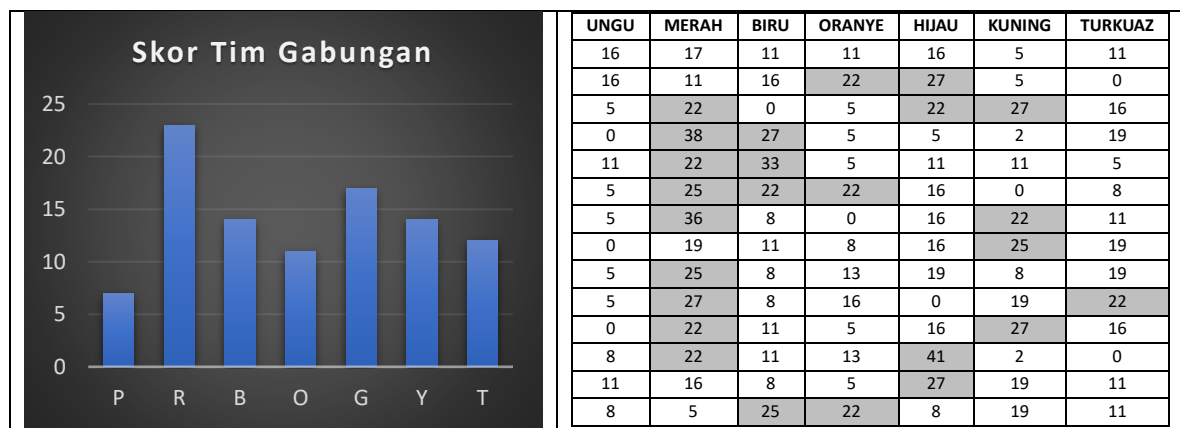 Skor Tim Gabungan
25
20
15
10
5
0
P R B O G Y T
UNGU MERAH BIRU ORANYE HIJAU KUNING TURKUAZ
16 17 11 11 16 5 11
16 11 16 22 27 5 0
5 22 0 5 22 27 16
0 38 27 5 5 2 19
11 22 33 5 11 11 5
5 25 22 22 16 0 8
5 36 8 0 16 22 11
0 19 11 8 16 25 19
5 25 8 13 19 8 19
5 27 8 16 0 19 22
0 22 11 5 16 27 16
8 22 11 13 41 2 0
11 16 8 5 27 19 11
8 5 25 22 8 19 11